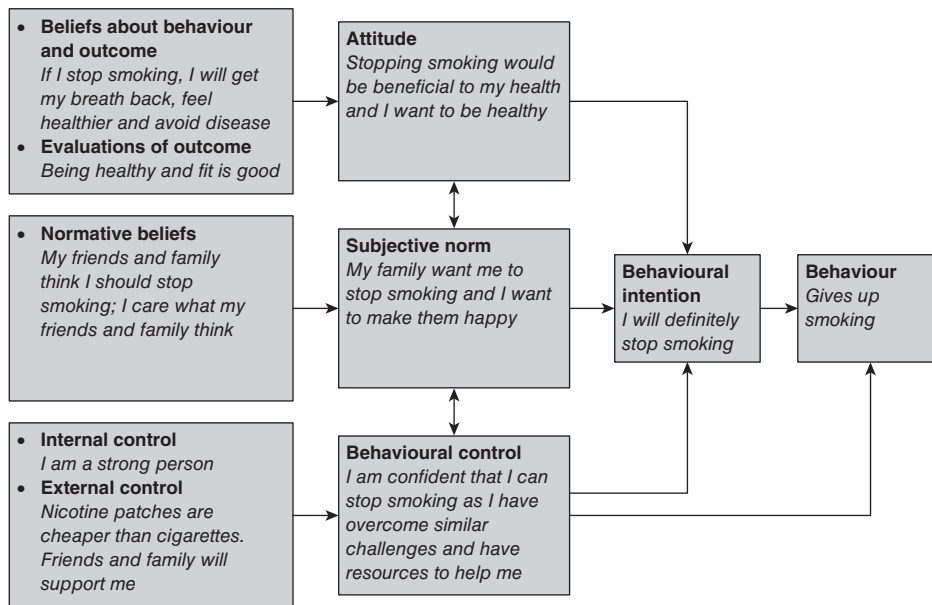 • Beliefs about behaviour
and outcome
If I stop smoking, I will get
my breath back, feel
healthier and avoid disease
• Evaluations of outcome
Being healthy and fit is good
Attitude
Stopping smoking would
be beneficial to my health
and I want to be healthy
• Normative beliefs
My friends and family
think I should stop
smoking; I care what my
friends and family think
Subjective norm
My family want me to
stop smoking and I want
to make them happy
Behavioural
intention
I will definitely
stop smoking
Behaviour
Gives up
smoking
• Internal control
I am a strong person
• External control
Nicotine patches are
cheaper than cigarettes.
Friends and family will
support me
Behavioural control
I am confident that I can
stop smoking as I have
overcome similar
challenges and have
resources to help me